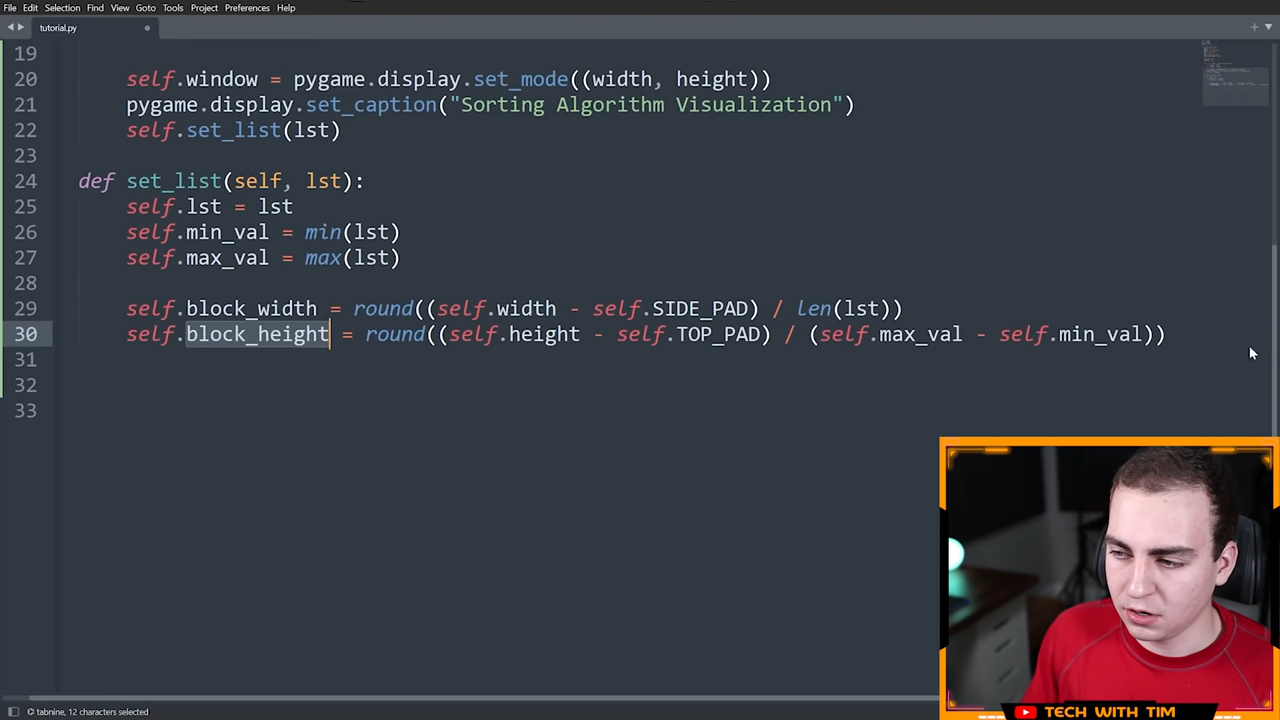 File Edit Selection Find View Goto Tools Project Preferences Help
tutorial.py
19
20 self.window = pygame.display.set_mode((width, height))
21 pygame.display.set_caption("Sorting Algorithm Visualization")
22 self.set_list(lst)
23
24 def set_list(self, lst):
25 self.lst = lst
26 self.min_val = min(lst)
27 self.max_val = max(lst)
28
29 self.block_width = round((self.width - self.SIDE_PAD) / len(lst))
30 self.block_height = round((self.height - self.TOP_PAD) / (self.max_val - self.min_val))
31
32
33
tabnine, 12 characters selected
TECH WITH TIM